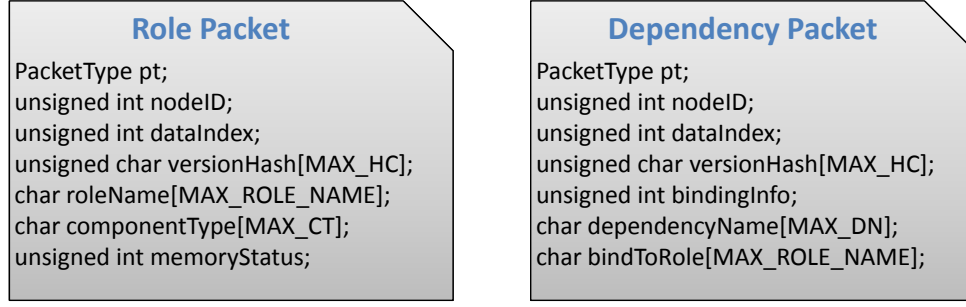 Role Packet
PacketType pt;
unsigned int nodeID;
unsigned int dataIndex;
unsigned char versionHash[MAX_HC];
char roleName[MAX_ROLE_NAME];
char componentType[MAX_CT];
unsigned int memoryStatus;
Dependency Packet
PacketType pt;
unsigned int nodeID;
unsigned int dataIndex;
unsigned char versionHash[MAX_HC];
unsigned int bindingInfo;
char dependencyName[MAX_DN];
char bindToRole[MAX_ROLE_NAME];